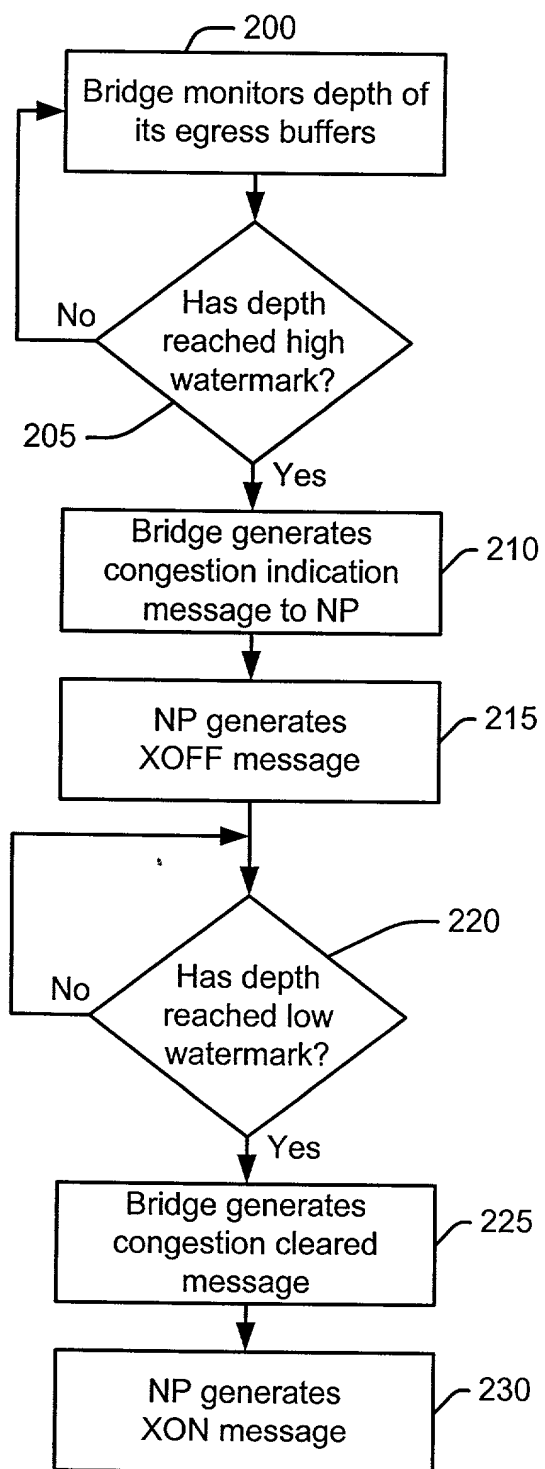 200
Bridge monitors depth of
its egress buffers
No
Has depth
reached high
watermark?
205
Yes
Bridge generates
congestion indication
message to NP
210
NP generates
XOFF message
215
220
No
Has depth
reached low
watermark?
Yes
Bridge generates
congestion cleared
message
225
NP generates
XON message
230